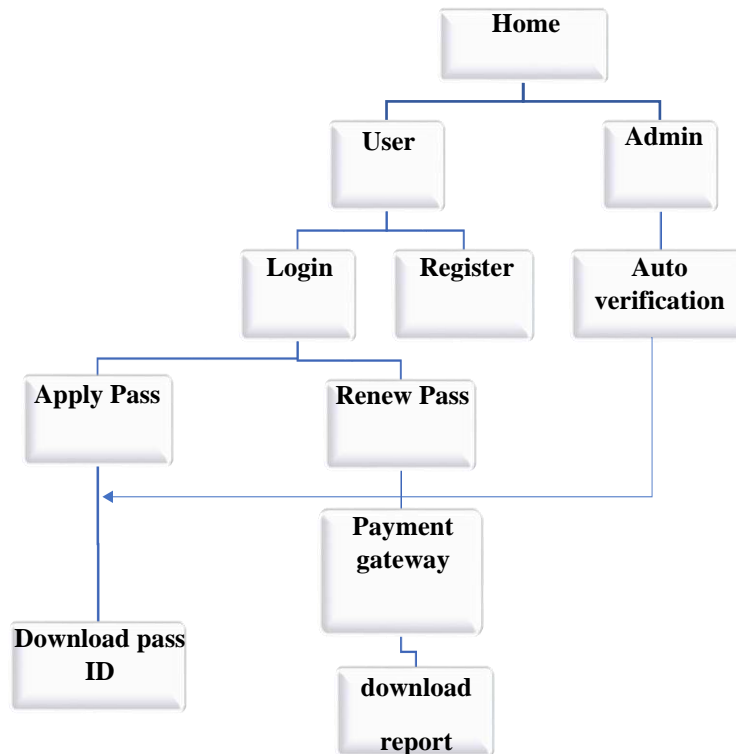 Home
User
Admin
Login
Register
Auto
verification
Apply Pass
Renew Pass
Payment
gateway
Download pass
ID
download
report